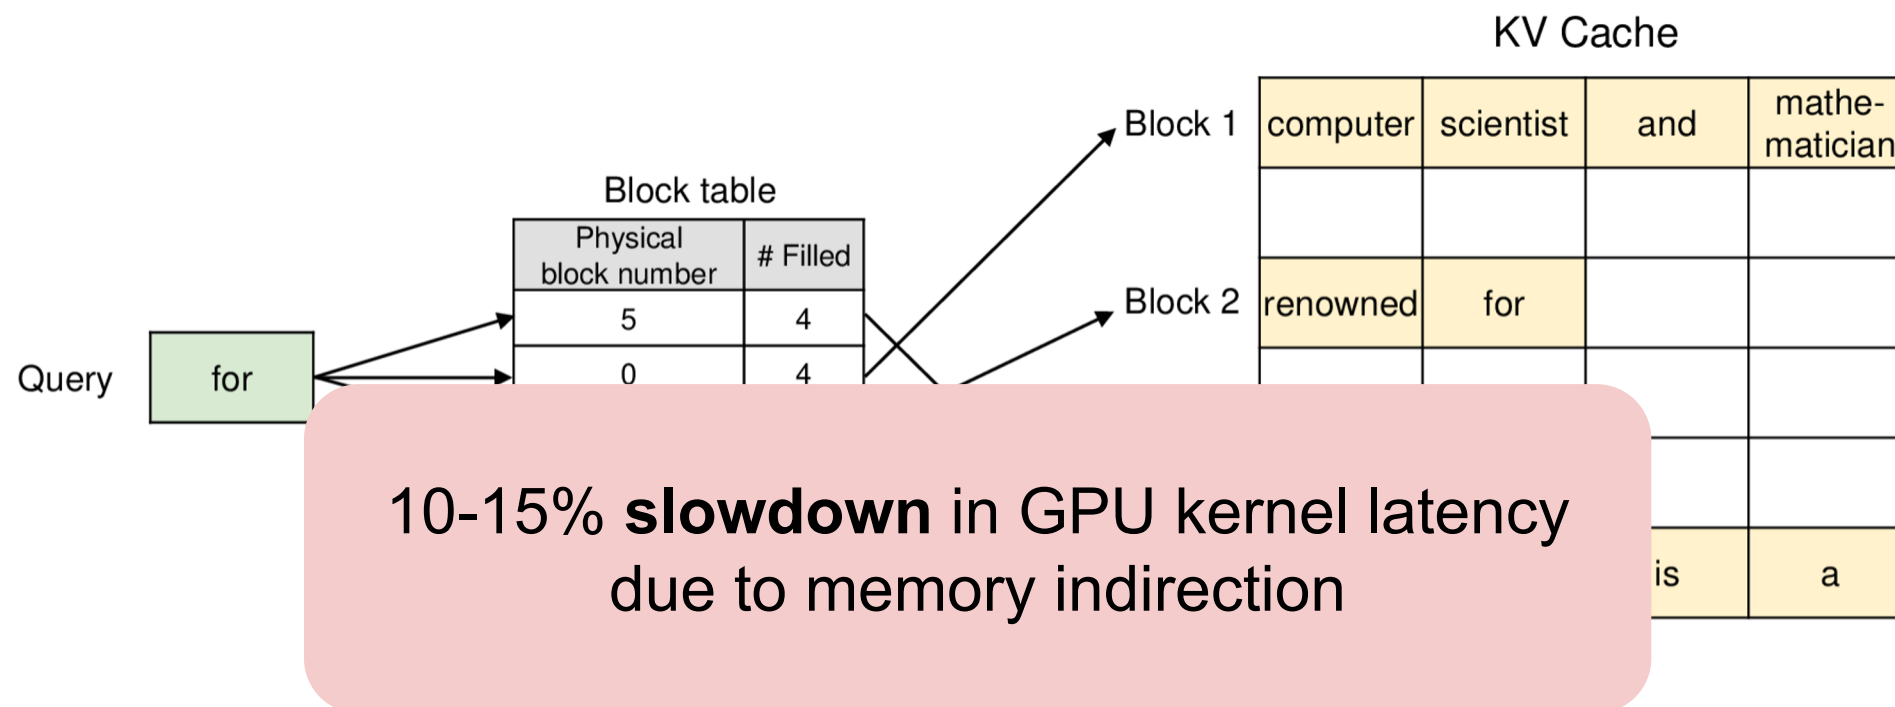 KV Cache
Block 1
computer
scientist
and
mathe-
matician
Block table
Physical
block number
# Filled
5
4
Block 2
renowned
for
0
4
Query
for
10-15% slowdown in GPU kernel latency
due to memory indirection
is
a